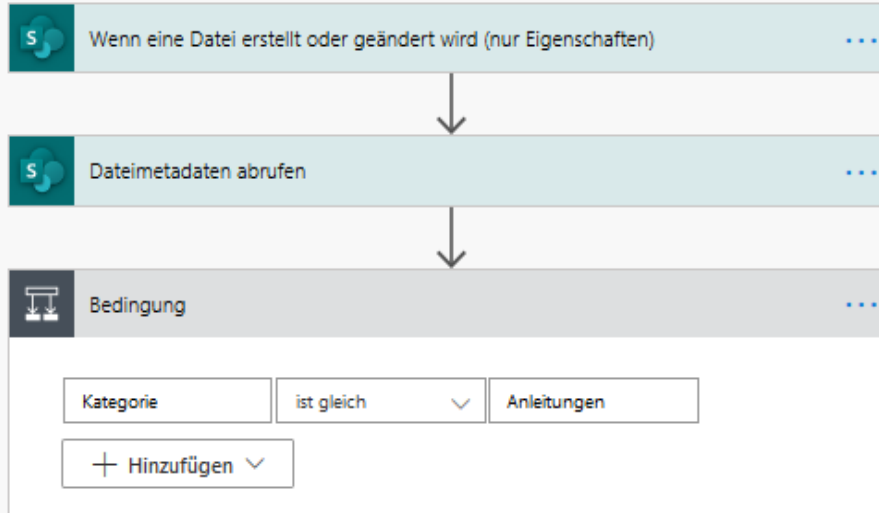 Wenn eine Datei erstellt oder geändert wird (nur Eigenschaften)
Dateimetadaten abrufen
Bedingung
Kategorie ist gleich Anleitungen
Hinzufügen